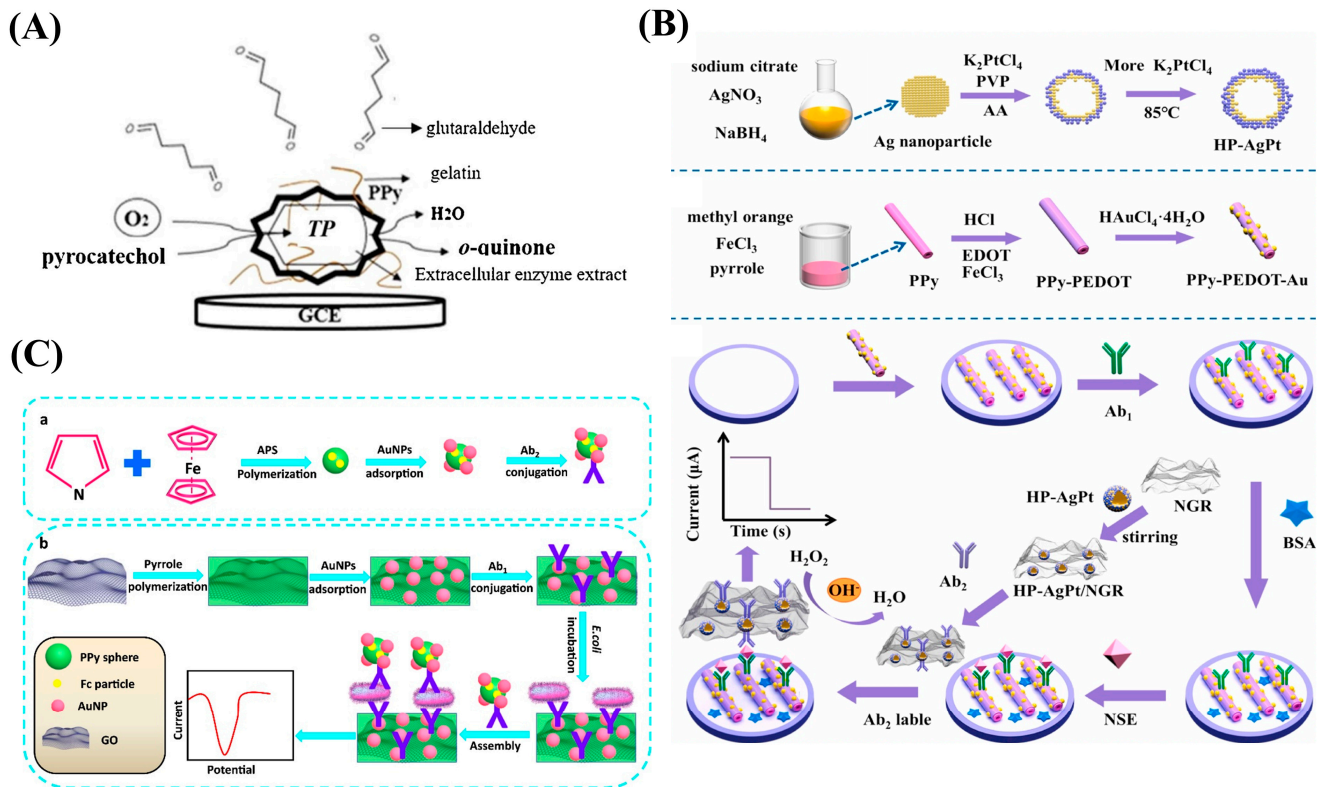 (A)
glutaraldehyde
gelatin
PPy
H2O
O₂
TP
pyrocatechol
o-quinone
Extracellular enzyme extract
GCE
(B)
sodium citrate
AgNO₃
NaBH₄
Ag nanoparticle
K₂PtCl₄
PVP
AA
More K₂PtCl₄
85°C
HP-AgPt
methyl orange
FeCl₃
pyrrole
PPy
HCl
EDOT
FeCl₃
PPy-PEDOT
HAuCl₄·4H₂O
PPy-PEDOT-Au
Ab₁
BSA
NSE
Ab₂ lable
HP-AgPt
NGR
stirring
HP-AgPt/NGR
Ab₂
H₂O₂
OH⁻
H₂O
Current (μA)
Time (s)
(C)
a
N
Fe
APS
Polymerization
AuNPs
adsorption
Ab₂
conjugation
b
Pyrrole
polymerization
AuNPs
adsorption
Ab₁
conjugation
E.coli
incubation
Assembly
Current
Potential
PPy sphere
Fc particle
AuNP
GO